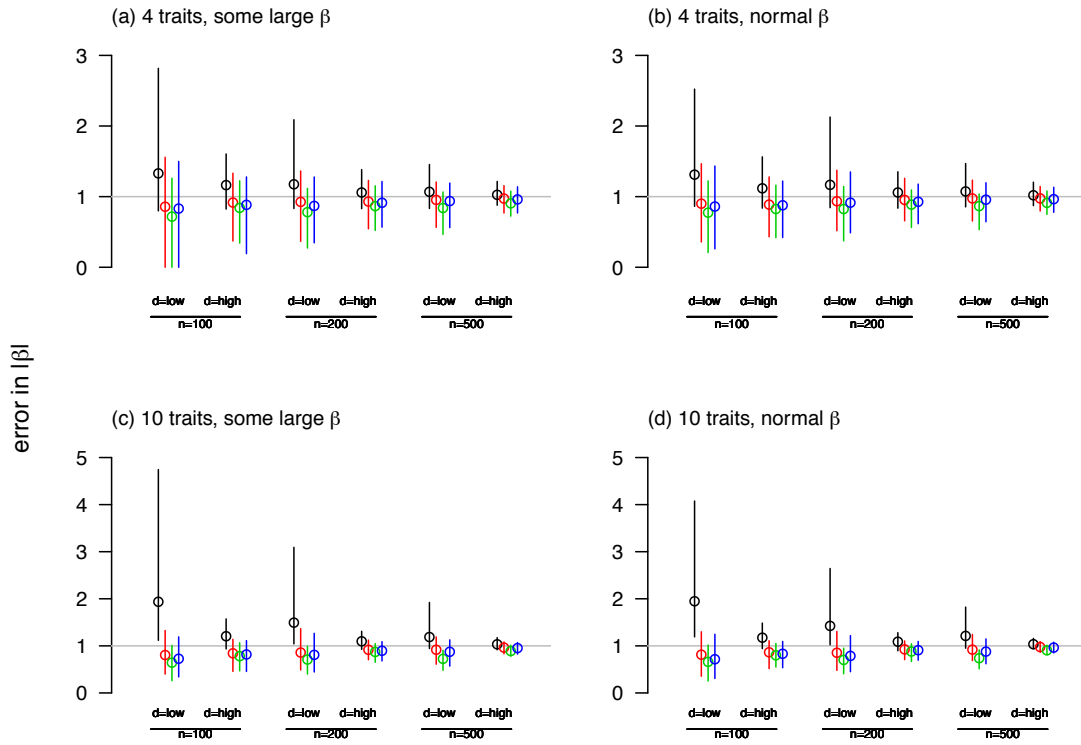 (a) 4 traits, some large β
(b) 4 traits, normal β
3
2
1
0
d=low d=high d=low d=high d=low d=high
n=100 n=200 n=500
3
2
1
0
d=low d=high d=low d=high d=low d=high
n=100 n=200 n=500
error in |β|
(c) 10 traits, some large β
(d) 10 traits, normal β
5
4
3
2
1
0
d=low d=high d=low d=high d=low d=high
n=100 n=200 n=500
5
4
3
2
1
0
d=low d=high d=low d=high d=low d=high
n=100 n=200 n=500